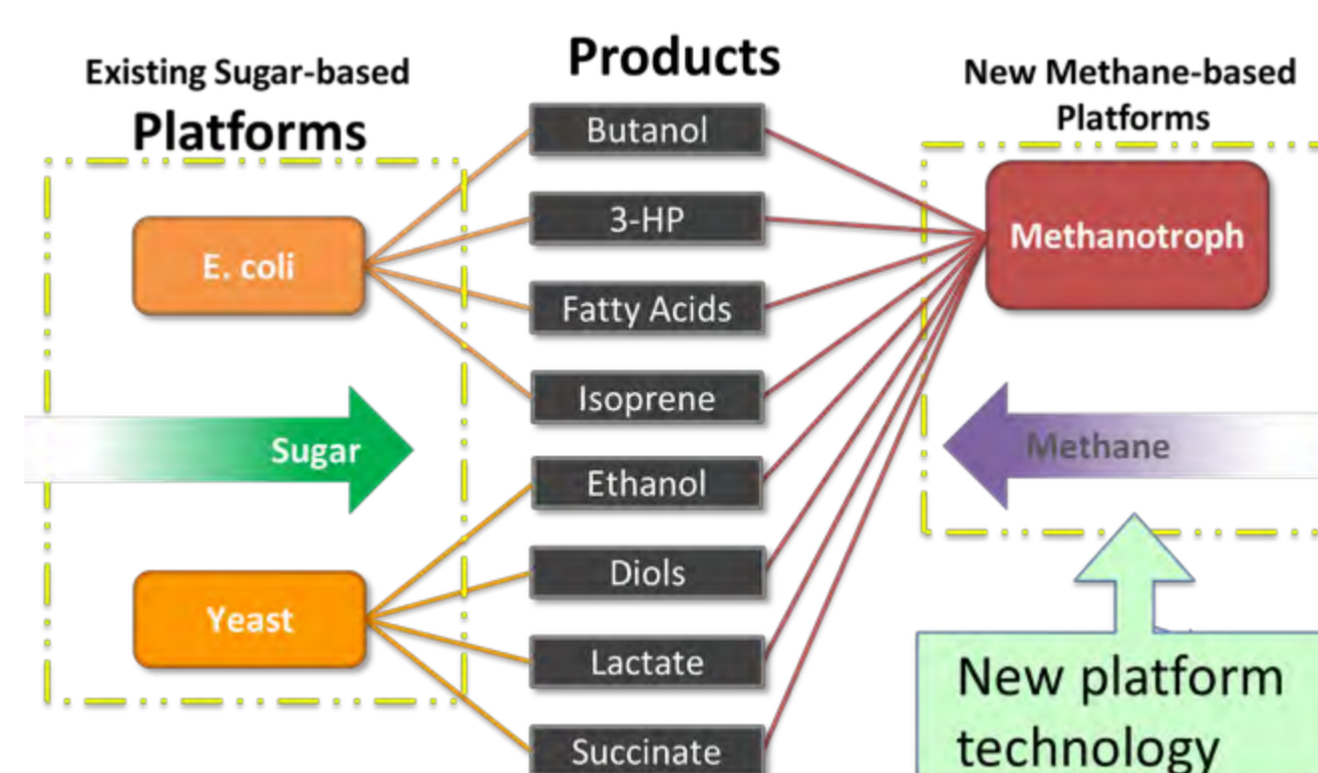 Existing Sugar-based
Platforms
E. coli
Sugar
Yeast
Products
Butanol
3-HP
Fatty Acids
Isoprene
Ethanol
Diols
Lactate
Succinate
New Methane-based
Platforms
Methanotroph
Methane
New platform
technology